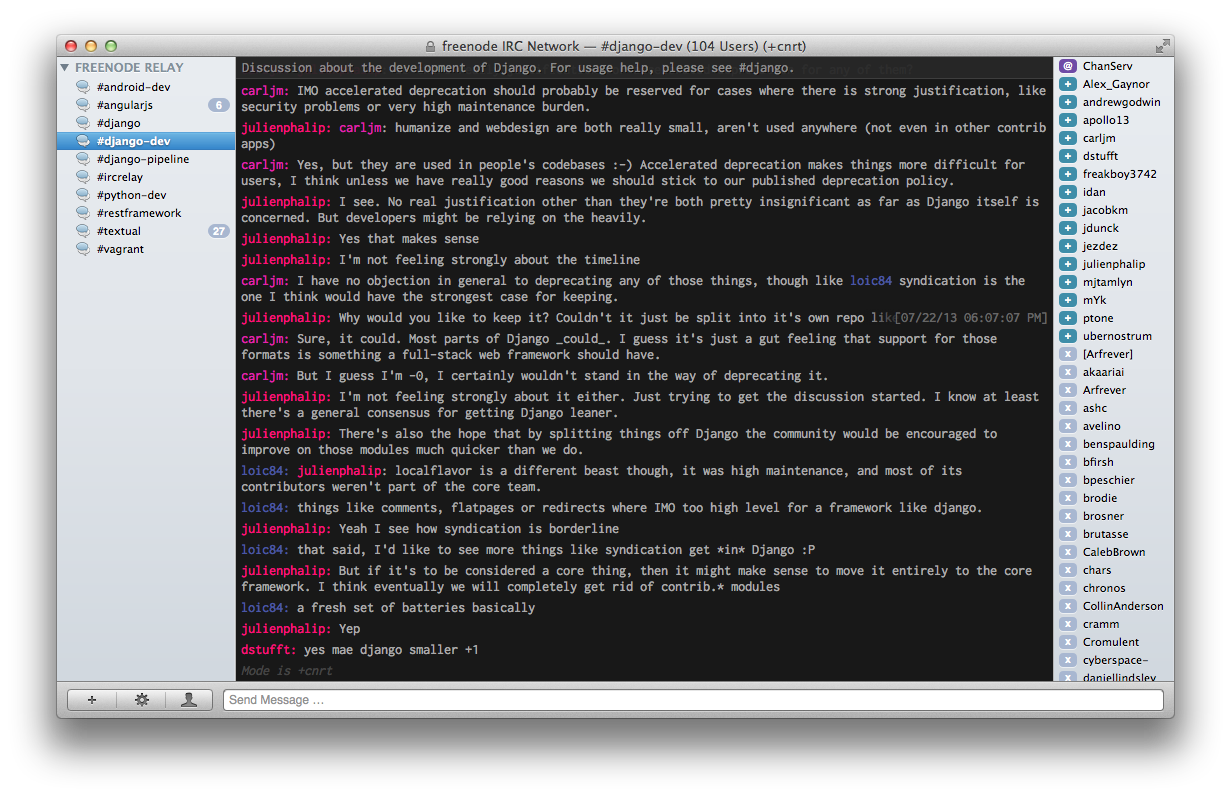 freenode IRC Network — #django-dev (104 Users) (+cnrt)
FREENODE RELAY
#android-dev
#angularjs 6
#django
#django-dev
#django-pipeline
#ircrelay
#python-dev
#restframework
#textual 27
#vagrant
Discussion about the development of Django. For usage help, please see #django.
for any of them?
carljm: IMO accelerated deprecation should probably be reserved for cases where there is strong justification, like
security problems or very high maintenance burden.
julienphalip: carljm: humanize and webdesign are both really small, aren't used anywhere (not even in other contrib
apps)
carljm: Yes, but they are used in people's codebases :-) Accelerated deprecation makes things more difficult for
users, I think unless we have really good reasons we should stick to our published deprecation policy.
julienphalip: I see. No real justification other than they're both pretty insignificant as far as Django itself is
concerned. But developers might be relying on the heavily.
julienphalip: Yes that makes sense
julienphalip: I'm not feeling strongly about the timeline
carljm: I have no objection in general to deprecating any of those things, though like loic84 syndication is the
one I think would have the strongest case for keeping.
julienphalip: Why would you like to keep it? Couldn't it just be split into it's own repo like [07/22/13 06:07:07 PM]
carljm: Sure, it could. Most parts of Django _could_. I guess it's just a gut feeling that support for those
formats is something a full-stack web framework should have.
carljm: But I guess I'm -0, I certainly wouldn't stand in the way of deprecating it.
julienphalip: I'm not feeling strongly about it either. Just trying to get the discussion started. I know at least
there's a general consensus for getting Django leaner.
julienphalip: There's also the hope that by splitting things off Django the community would be encouraged to
improve on those modules much quicker than we do.
loic84: julienphalip: localflavor is a different beast though, it was high maintenance, and most of its
contributors weren't part of the core team.
loic84: things like comments, flatpages or redirects where IMO too high level for a framework like django.
julienphalip: Yeah I see how syndication is borderline
loic84: that said, I'd like to see more things like syndication get *in* Django :P
julienphalip: But if it's to be considered a core thing, then it might make sense to move it entirely to the core
framework. I think eventually we will completely get rid of contrib.* modules
loic84: a fresh set of batteries basically
julienphalip: Yep
dstufft: yes mae django smaller +1
Mode is +cnrt
@ ChanServ
+ Alex_Gaynor
+ andrewgodwin
+ apollo13
+ carljm
+ dstufft
+ freakboy3742
+ idan
+ jacobkm
+ jdunck
+ jezdez
+ julienphalip
+ mjtamlyn
+ mYk
+ ptone
+ ubernostrum
x [Arfrever]
x akaariai
x Arfrever
x ashc
x avelino
x benspaulding
x bfirsh
x bpeschier
x brodie
x brosner
x brutasse
x CalebBrown
x chars
x chronos
x CollinAnderson
x cramm
x Cromulent
x cyberspace-
x daniellindsley
+
Send Message ...